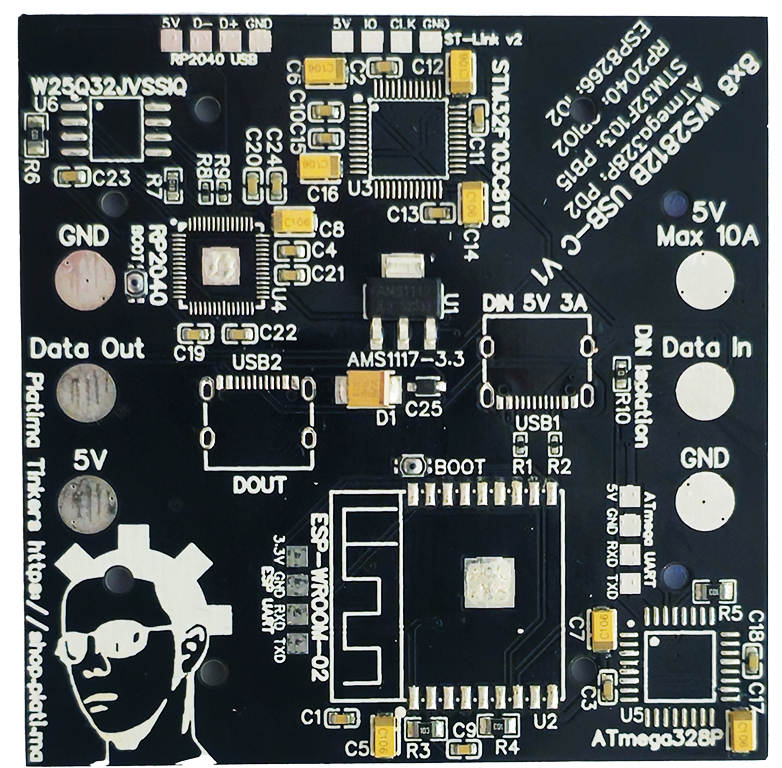 5V D- D+ GND
RP2040 USB
5V IO CLK GND
ST-Link v2
8x8 WS2812B USB-C V1
ATmega328P: PD2
STM32F103: PB15
RP2040: GPIO2
ESP8266: IO2
W25Q32JVSSIQ
U6
R6
C23
R7
R8
R9
C20
C24
C6
C2
C12
C10
C15
C16
U3
C11
C13
C14
STM32F103C8T6
C8
C4
C21
U4
RP2040
BOOT
GND
C19
C22
5V
Max 10A
AMS1117
3.3
U1
AMS1117-3.3
DIN 5V 3A
USB1
Data Out
USB2
DOUT
D1
C25
DIN Isolation
R10
Data In
R1
R2
5V
GND
BOOT
Platima Tinkers https://shop.plati.ma
ESP-WROOM-02
3.3V GND RXD TXD
ESP UART
5V GND RXD TXD
ATmega UART
U2
C1
C5
106
R3
C9
R4
C7
C3
R5
C18
C17
U5
ATmega328P